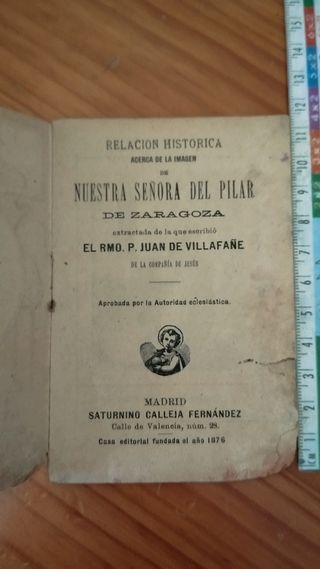 RELACION HISTORICA
ACERCA DE LA IMAGEN
DE
NUESTRA SEÑORA DEL PILAR
DE ZARAGOZA
extractada de la que escribió
EL RMO. P. JUAN DE VILLAFAÑE
DE LA COMPAÑÍA DE JESÚS
Aprobada por la Autoridad eclesiástica.
MADRID
SATURNINO CALLEJA FERNÁNDEZ
Calle de Valencia, núm. 28.
Casa editorial fundada el año 1876